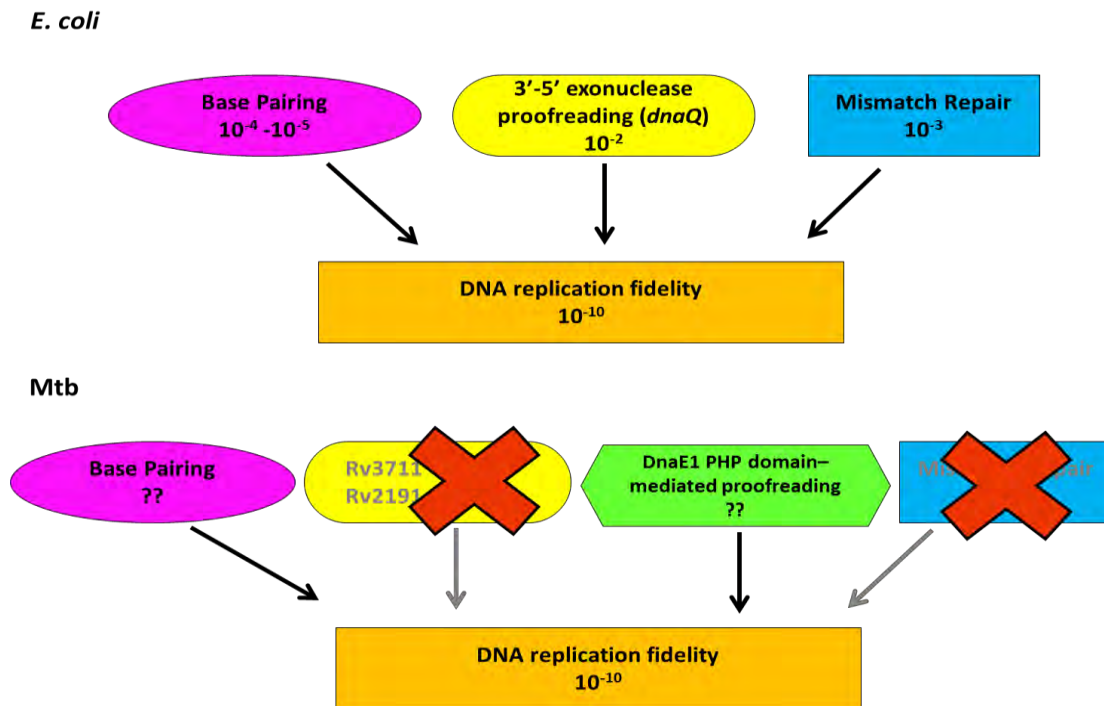 E. coli
Base Pairing
10⁻⁴ -10⁻⁵
3’-5’ exonuclease
proofreading (dnaQ)
10⁻²
Mismatch Repair
10⁻³
DNA replication fidelity
10⁻¹⁰
Mtb
Base Pairing
??
Rv3711
Rv2191
DnaE1 PHP domain–
mediated proofreading
??
DNA replication fidelity
10⁻¹⁰